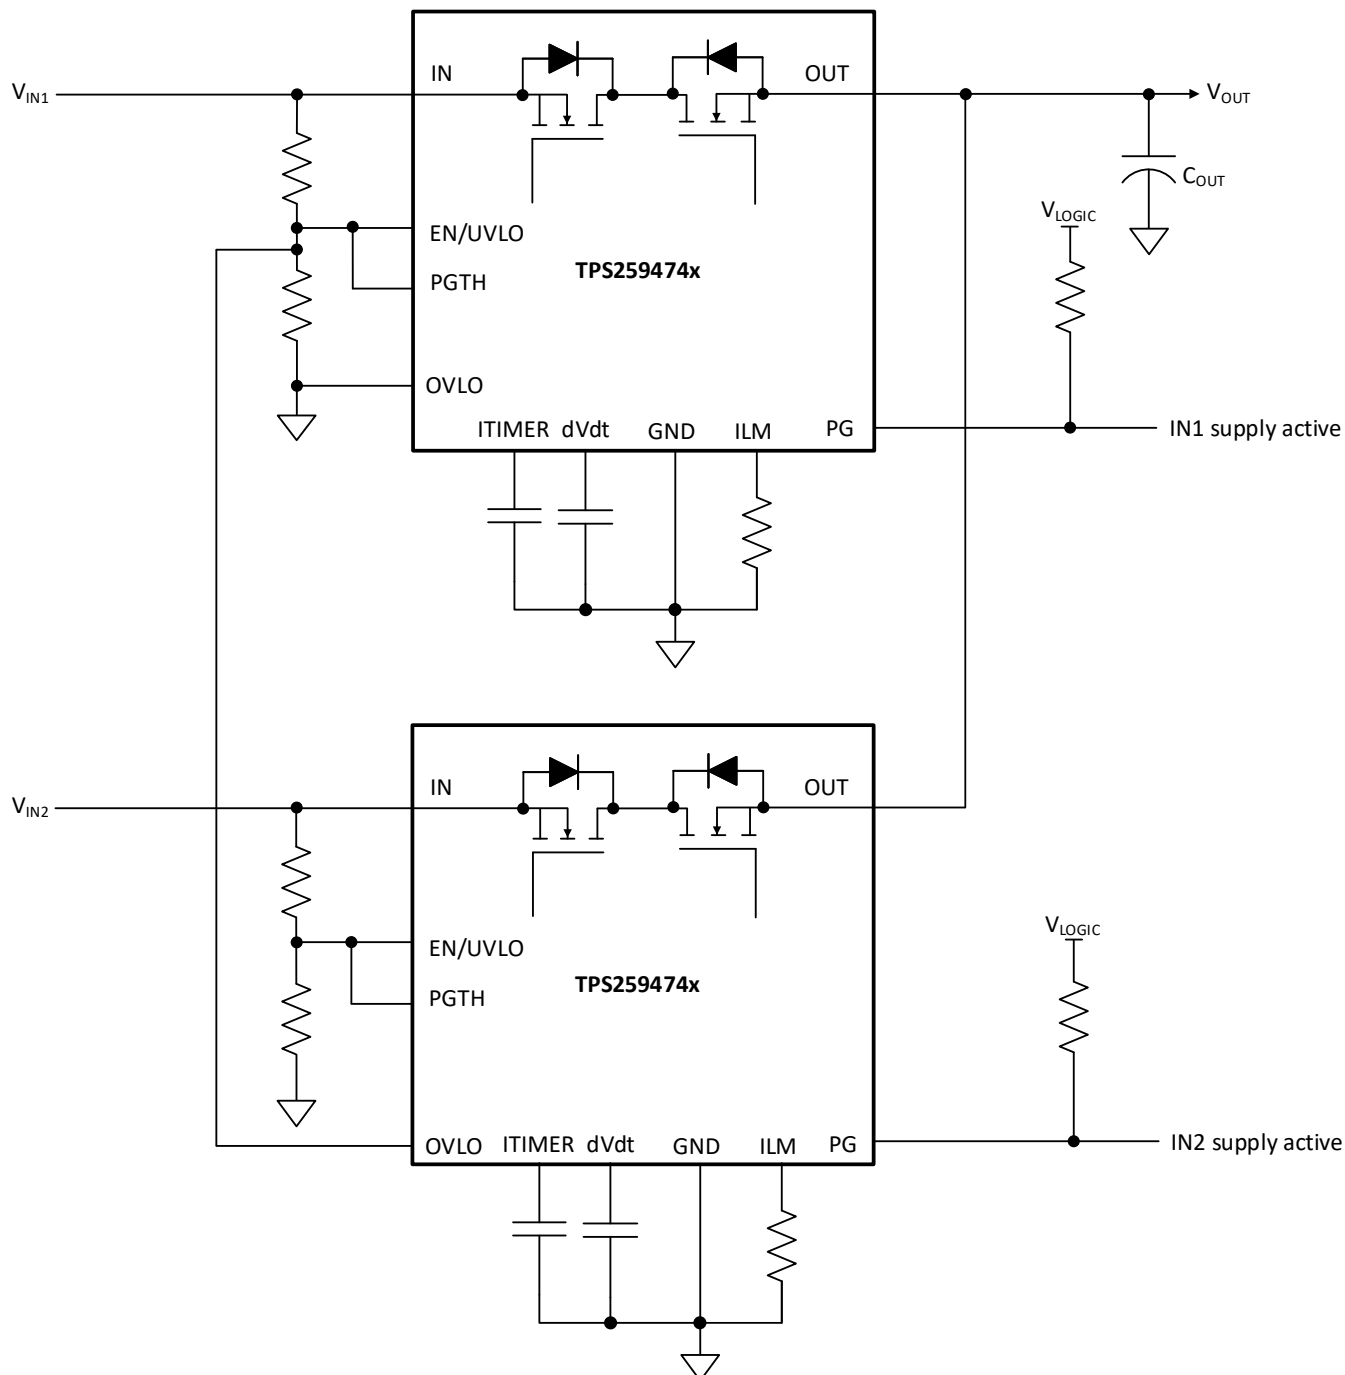 IN
OUT
V_IN1
V_OUT
C_OUT
V_LOGIC
EN/UVLO
TPS259474x
PGTH
OVLO
ITIMER dVdt GND ILM PG
IN1 supply active
IN
OUT
V_IN2
V_LOGIC
EN/UVLO
TPS259474x
PGTH
OVLO ITIMER dVdt GND ILM PG
IN2 supply active